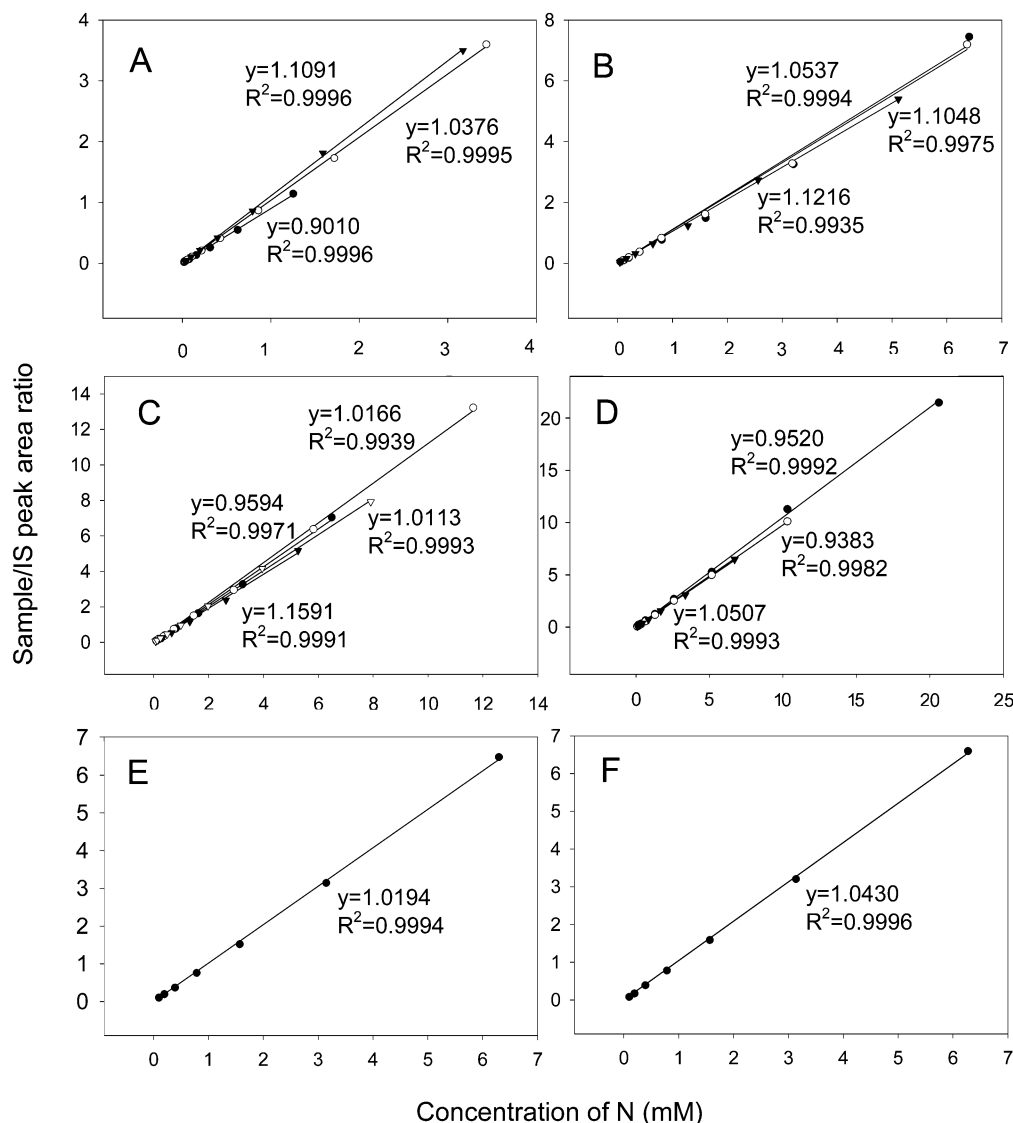 Sample/IS peak area ratio
A
y=1.1091
R²=0.9996
y=1.0376
R²=0.9995
y=0.9010
R²=0.9996
4
3
2
1
0
0 1 2 3 4
B
y=1.0537
R²=0.9994
y=1.1048
R²=0.9975
y=1.1216
R²=0.9935
8
6
4
2
0
0 1 2 3 4 5 6 7
C
y=1.0166
R²=0.9939
y=0.9594
R²=0.9971
y=1.0113
R²=0.9993
y=1.1591
R²=0.9991
14
12
10
8
6
4
2
0
0 2 4 6 8 10 12 14
D
y=0.9520
R²=0.9992
y=0.9383
R²=0.9982
y=1.0507
R²=0.9993
20
15
10
5
0
0 5 10 15 20 25
E
y=1.0194
R²=0.9994
7
6
5
4
3
2
1
0
0 1 2 3 4 5 6 7
F
y=1.0430
R²=0.9996
7
6
5
4
3
2
1
0
0 1 2 3 4 5 6 7
Concentration of N (mM)